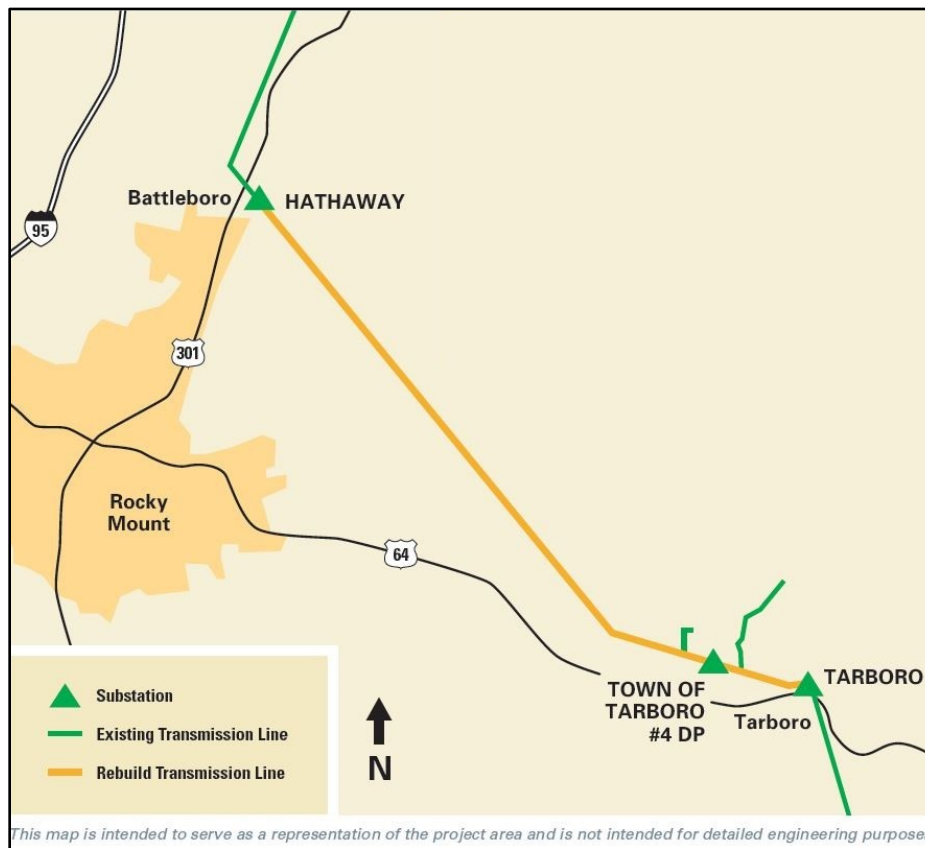 Battleboro
HATHAWAY
95
301
Rocky
Mount
64
TARBORO
TOWN OF
TARBORO
#4 DP
Tarboro
Substation
Existing Transmission Line
Rebuild Transmission Line
N
This map is intended to serve as a representation of the project area and is not intended for detailed engineering purpose